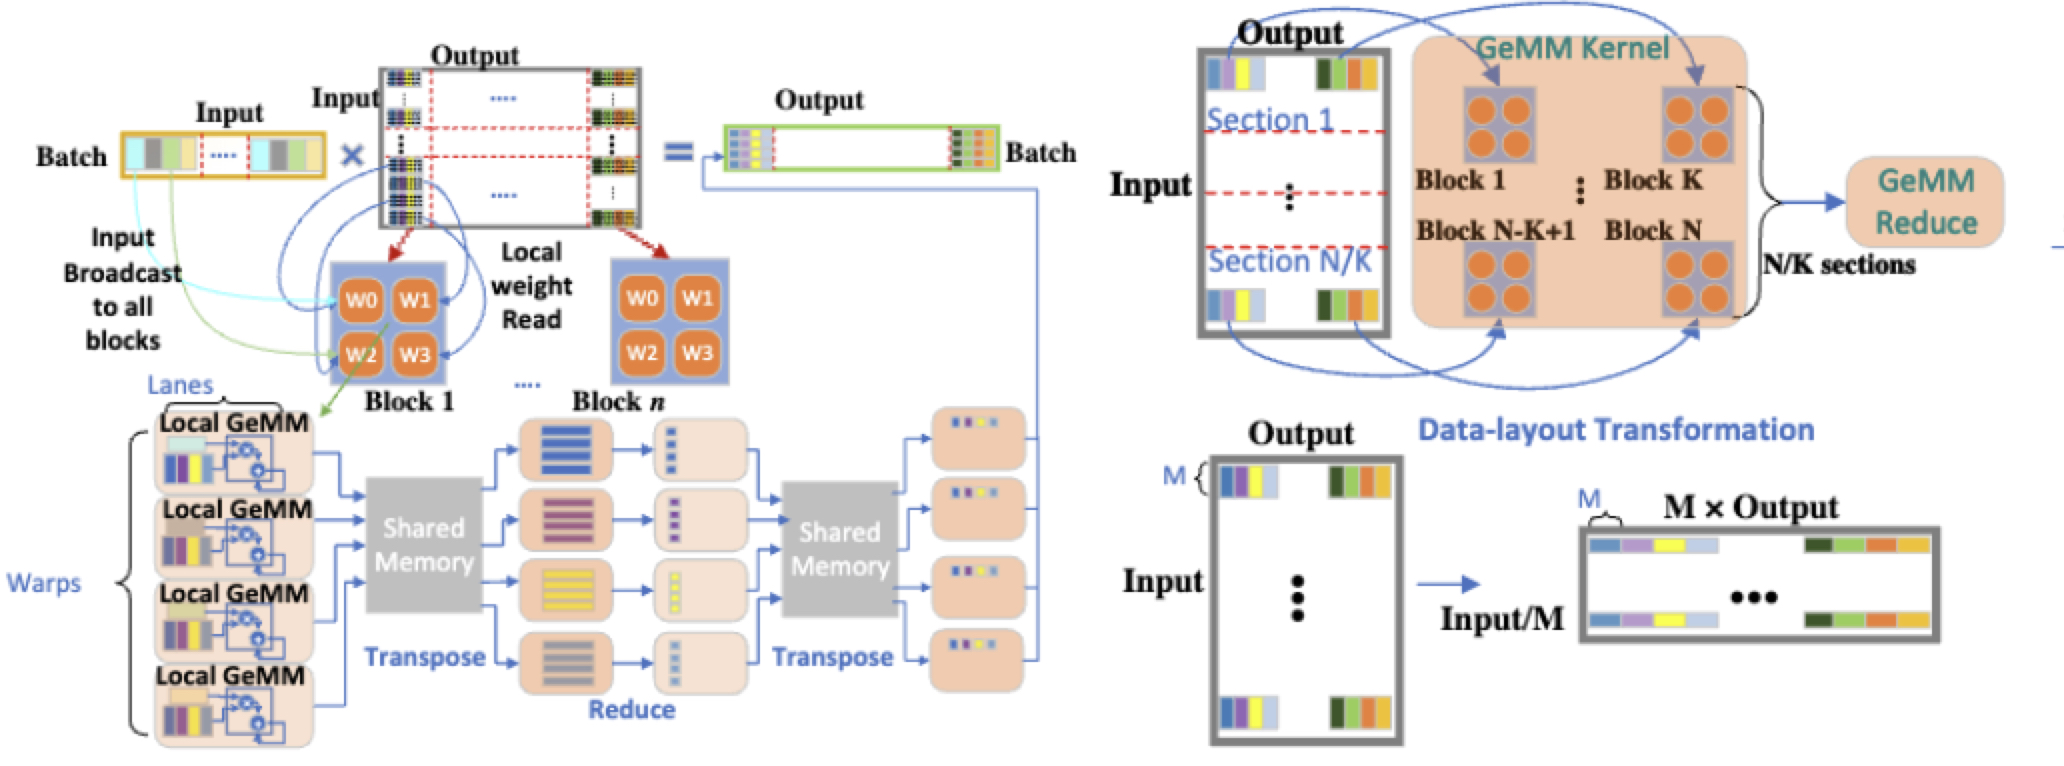 Output
Input
Input
Batch
....
....
×
=
Output
Batch
....
Input
Broadcast
to all
blocks
Local
weight
Read
W0 W1
W2 W3
W0 W1
W2 W3
Block 1
....
Block n
Lanes
Warps
Local GeMM
Local GeMM
Local GeMM
Local GeMM
Shared
Memory
Transpose
Reduce
Shared
Memory
Transpose
Output
Input
Section 1
Section N/K
GeMM Kernel
Block 1
Block K
Block N-K+1
Block N
N/K sections
GeMM
Reduce
Data-layout Transformation
Output
M
Input
M
M × Output
Input/M